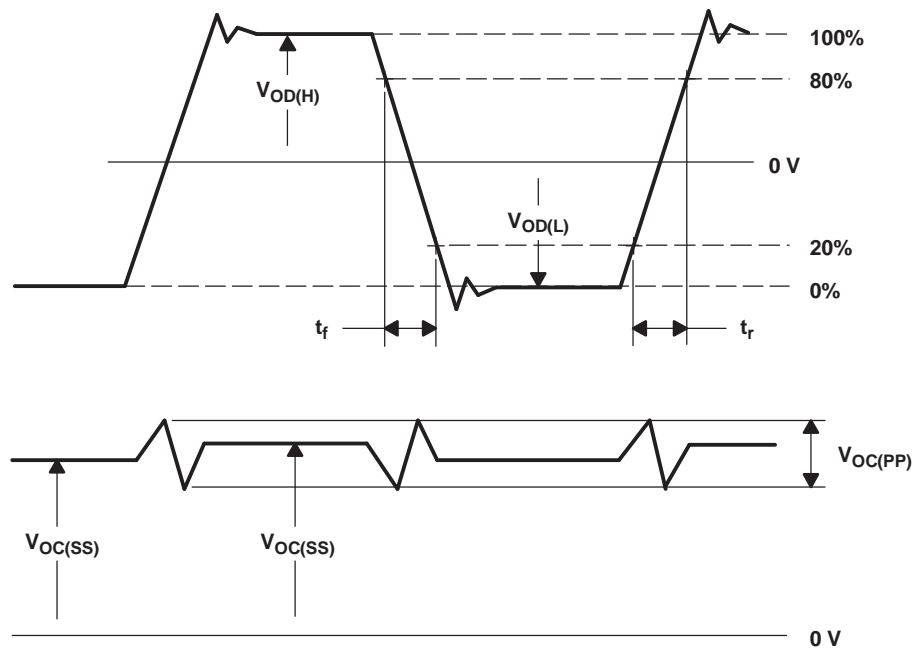 100%
80%
V_OD(H)
0 V
V_OD(L)
20%
0%
t_f
t_r
V_OC(PP)
V_OC(SS)
V_OC(SS)
0 V